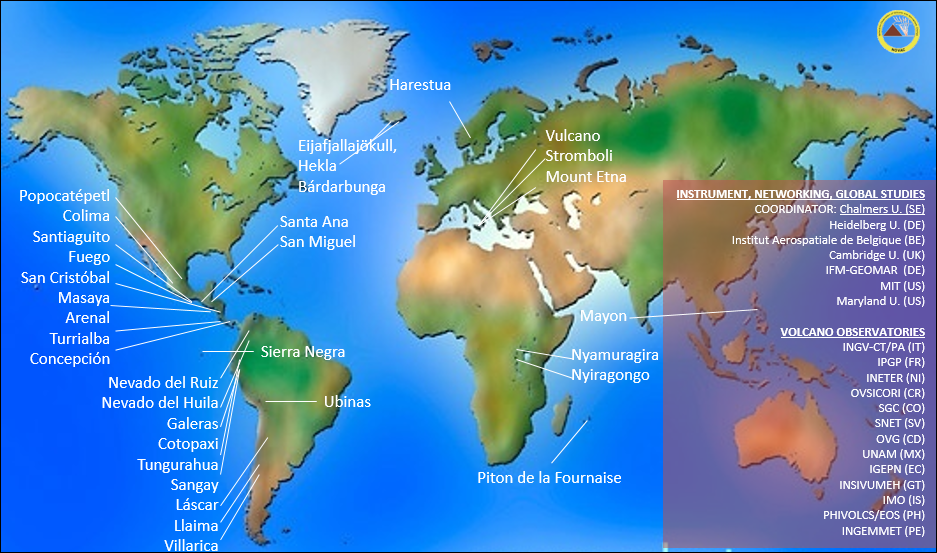 NOVAC
Harestua
Eijafjallajökull,
Hekla
Bárdarbunga
Vulcano
Stromboli
Mount Etna
Popocatépetl
Colima
Santiaguito
Fuego
San Cristóbal
Masaya
Arenal
Turrialba
Concepción
Santa Ana
San Miguel
Sierra Negra
Nevado del Ruiz
Nevado del Huila
Galeras
Cotopaxi
Tungurahua
Sangay
Láscar
Llaima
Villarica
Ubinas
Mayon
Nyamuragira
Nyiragongo
Piton de la Fournaise
INSTRUMENT, NETWORKING, GLOBAL STUDIES
COORDINATOR: Chalmers U. (SE)
Heidelberg U. (DE)
Institut Aerospatiale de Belgique (BE)
Cambridge U. (UK)
IFM-GEOMAR (DE)
MIT (US)
Maryland U. (US)
VOLCANO OBSERVATORIES
INGV-CT/PA (IT)
IPGP (FR)
INETER (NI)
OVSICORI (CR)
SGC (CO)
SNET (SV)
OVG (CD)
UNAM (MX)
IGEPN (EC)
INSIVUMEH (GT)
IMO (IS)
PHIVOLCS/EOS (PH)
INGEMMET (PE)